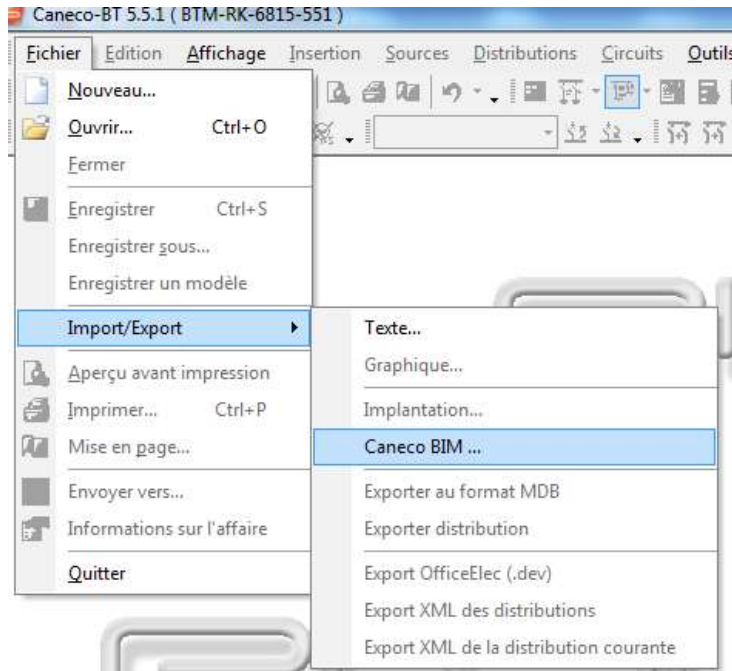 Caneco-BT 5.5.1 ( BTM-RK-6815-551 )
Fichier Edition Affichage Insertion Sources Distributions Circuits Outils
Nouveau...
Ouvrir... Ctrl+O
Fermer
Enregistrer Ctrl+S
Enregistrer sous...
Enregistrer un modèle
Import/Export
Aperçu avant impression
Imprimer... Ctrl+P
Mise en page...
Envoyer vers...
Informations sur l'affaire
Quitter
Texte...
Graphique...
Implantation...
Caneco BIM ...
Exporter au format MDB
Exporter distribution
Export OfficeElec (.dev)
Export XML des distributions
Export XML de la distribution courante